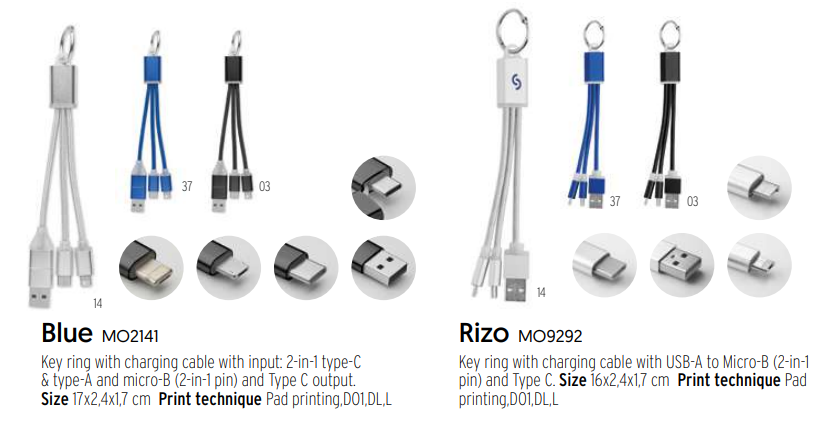 37
03
14
Blue MO2141
Key ring with charging cable with input: 2-in-1 type-C
& type-A and micro-B (2-in-1 pin) and Type C output.
Size 17x2,4x1,7 cm Print technique Pad printing,DO1,DL,L
37
03
14
Rizo MO9292
Key ring with charging cable with USB-A to Micro-B (2-in-1
pin) and Type C. Size 16x2,4x1,7 cm Print technique Pad
printing,DO1,DL,L